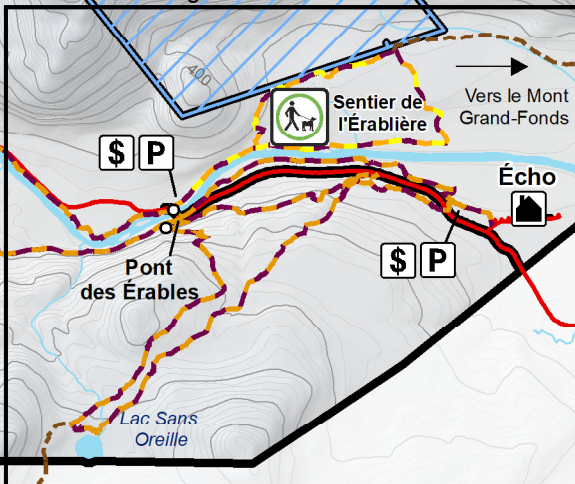 400
Sentier de
l'Érablière
Vers le Mont
Grand-Fonds
$ P
Écho
$ P
Pont
des Érables
Lac Sans
Oreille